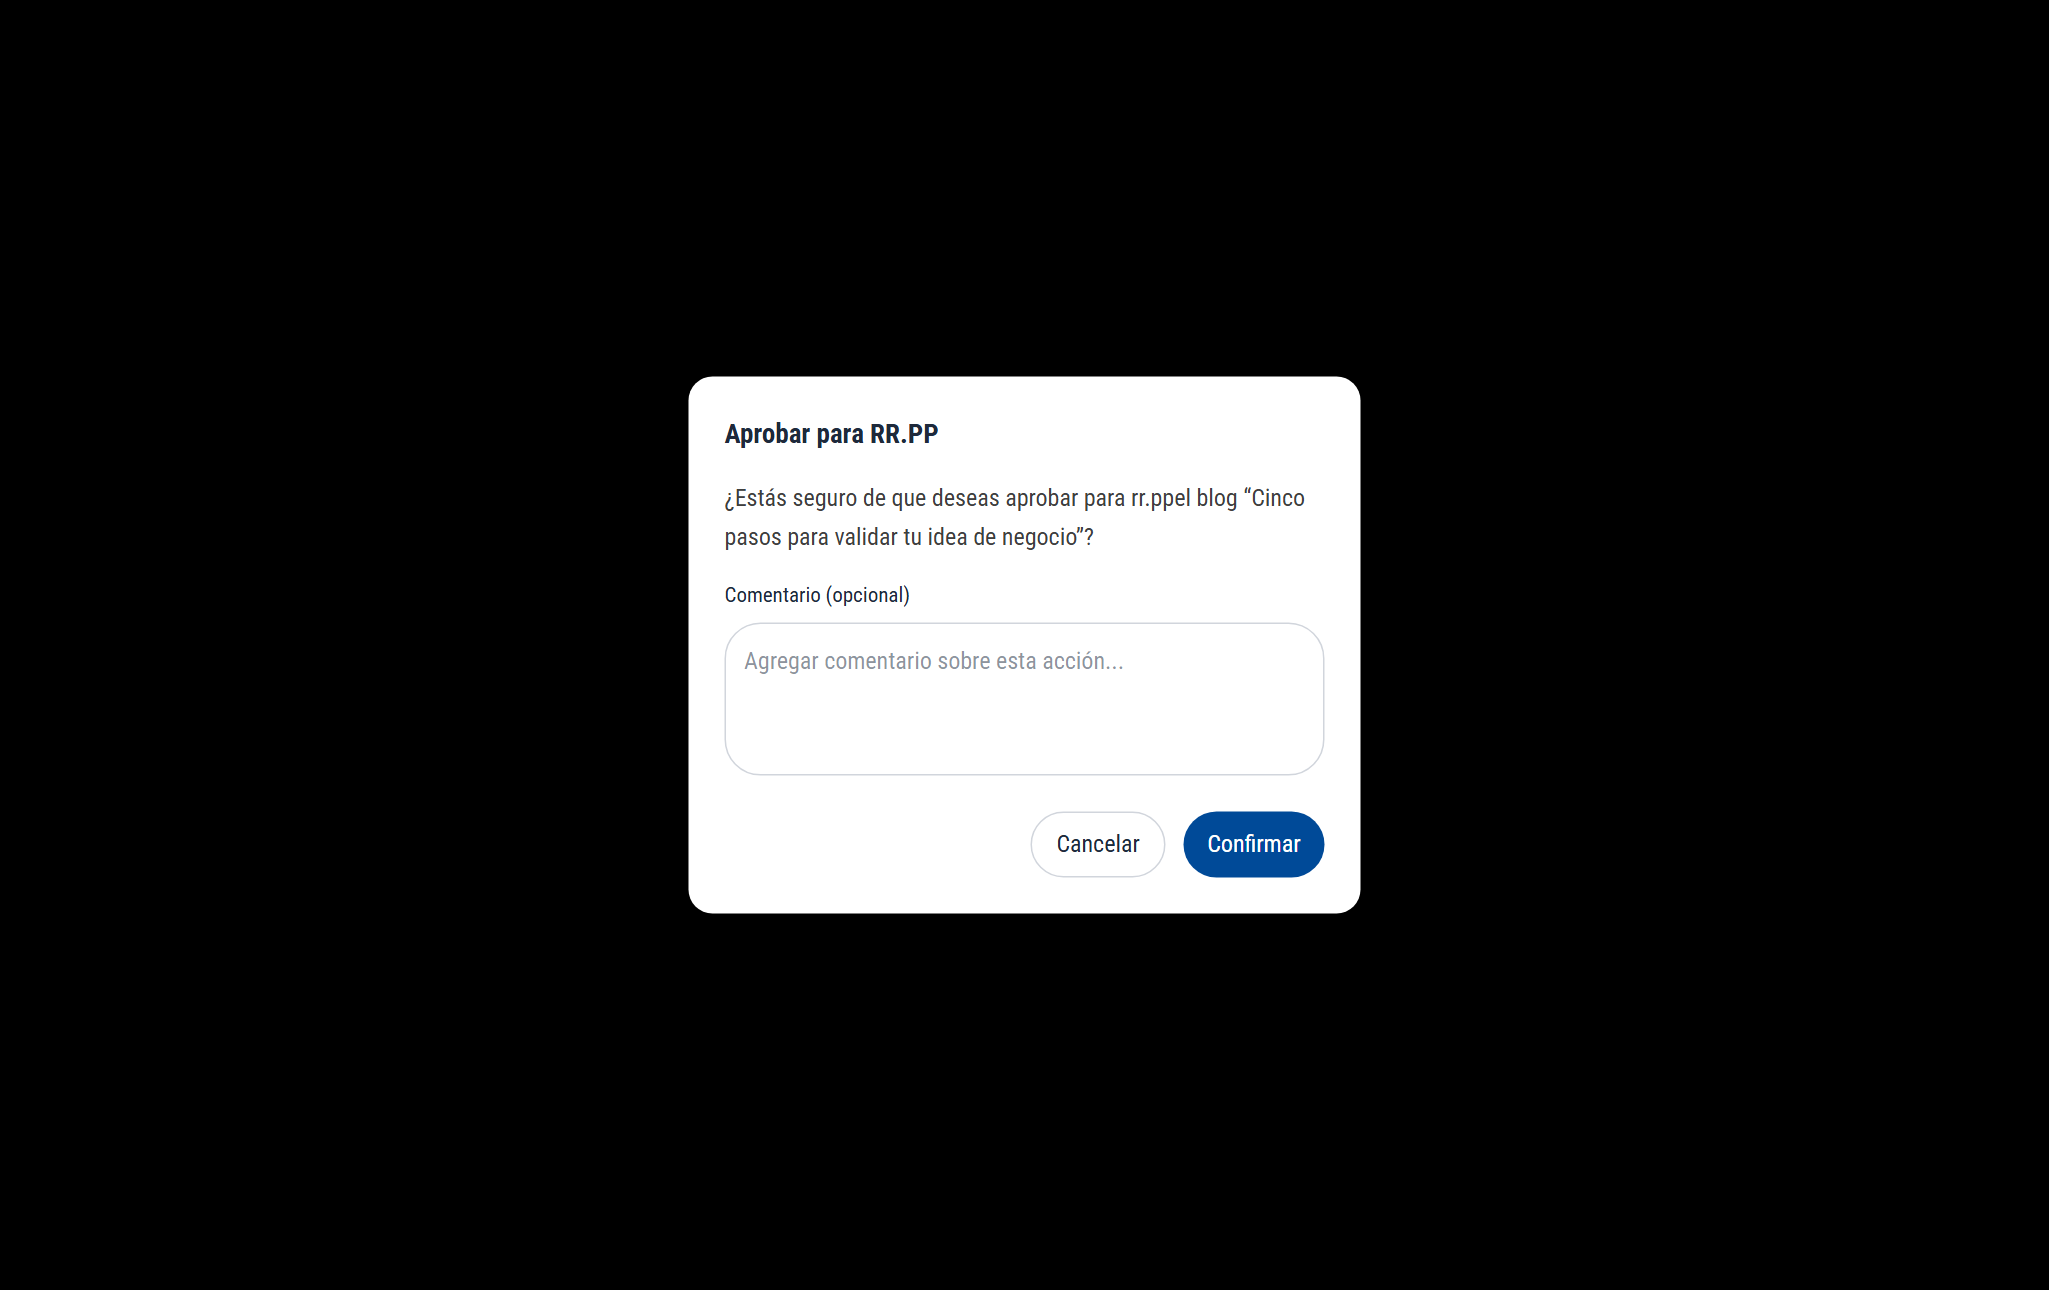 Aprobar para RR.PP
¿Estás seguro de que deseas aprobar para rr.ppel blog “Cinco
pasos para validar tu idea de negocio”?
Comentario (opcional)
Agregar comentario sobre esta acción...
Cancelar
Confirmar